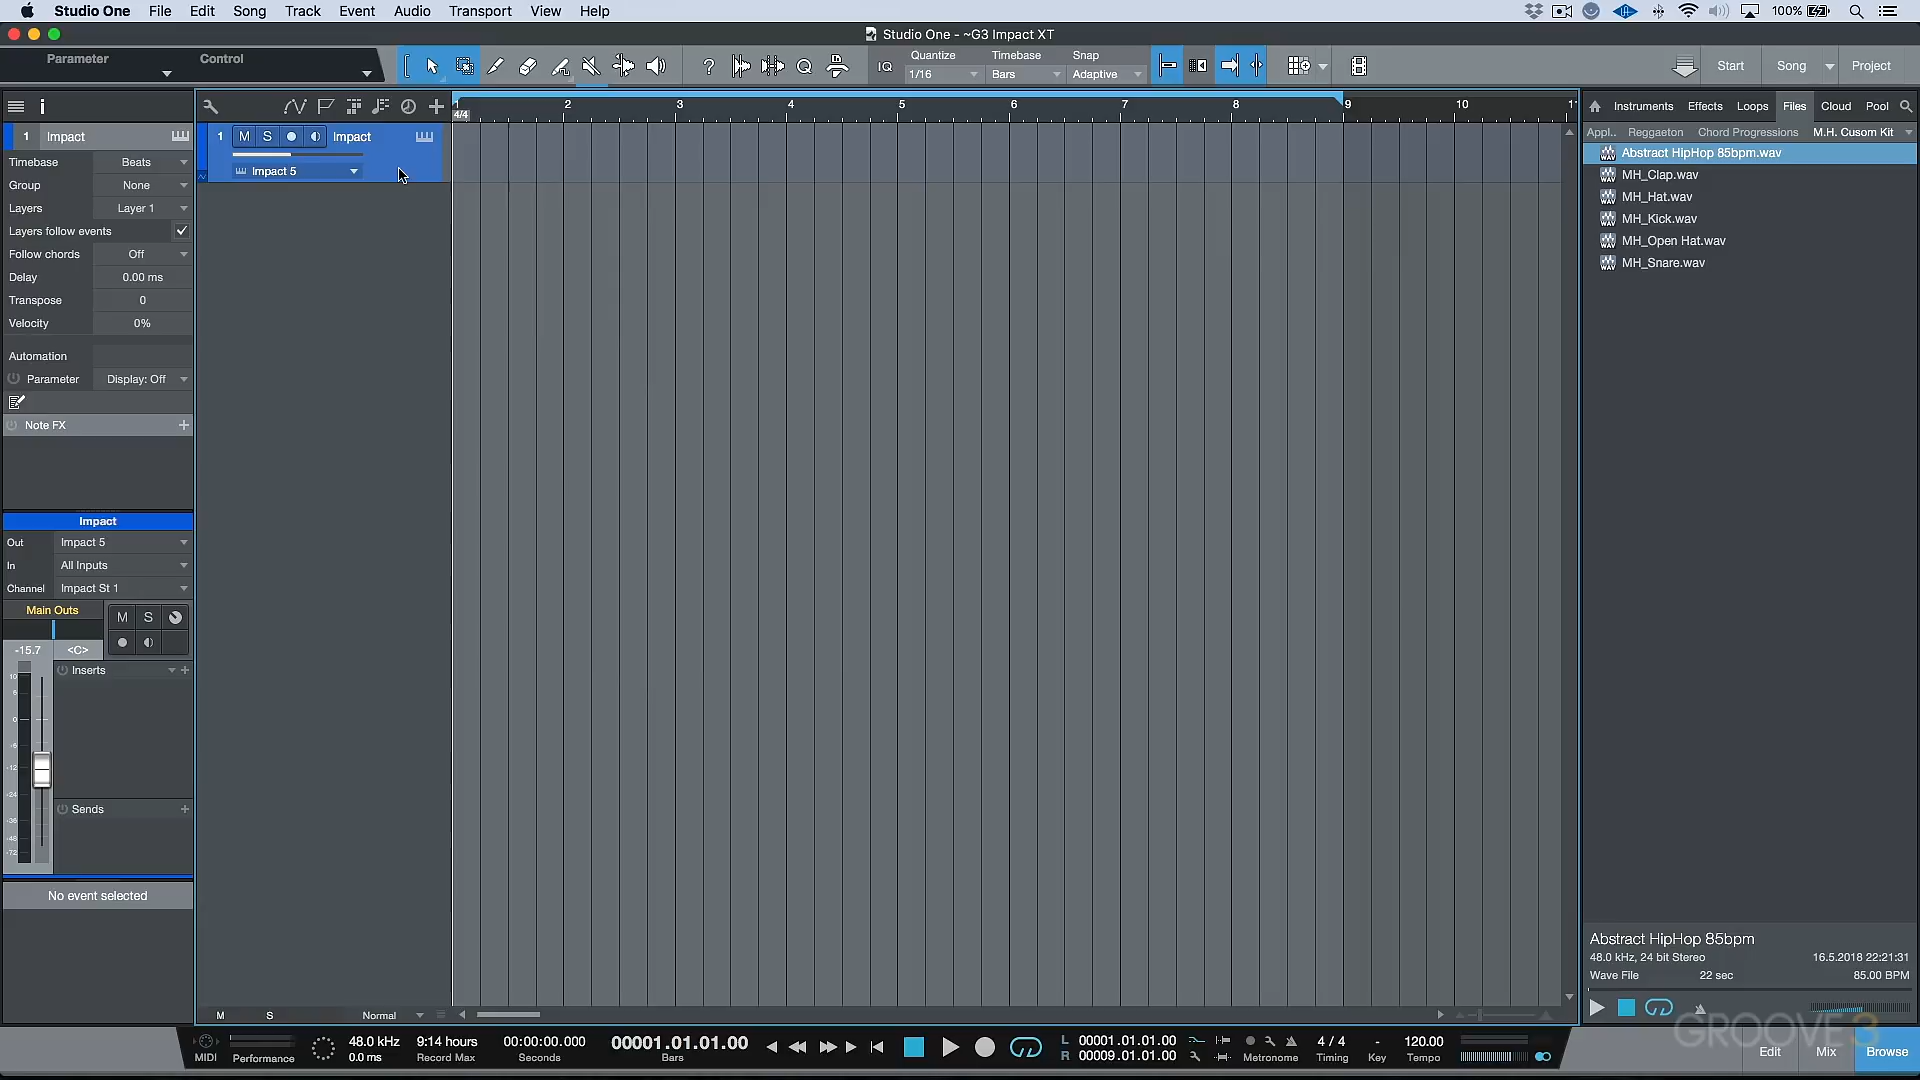 Studio One File Edit Song Track Event Audio Transport View Help 100%
Studio One - ~G3 Impact XT
Parameter Control
IQ Quantize 1/16 Timebase Bars Snap Adaptive
Start Song Project
1 2 3 4 5 6 7 8 9 10 11
4/4
Instruments Effects Loops Files Cloud Pool
Appl.. Reggaeton Chord Progressions M.H. Cusom Kit
1 Impact
1 M S Impact
Impact 5
Abstract HipHop 85bpm.wav
MH_Clap.wav
MH_Hat.wav
MH_Kick.wav
MH_Open Hat.wav
MH_Snare.wav
Timebase Beats
Group None
Layers Layer 1
Layers follow events
Follow chords Off
Delay 0.00 ms
Transpose 0
Velocity 0%
Automation
Parameter Display: Off
Note FX
Impact
Out Impact 5
In All Inputs
Channel Impact St 1
Main Outs M S
-15.7 <C>
Inserts
Sends
No event selected
Abstract HipHop 85bpm
48.0 kHz, 24 bit Stereo 16.5.2018 22:21:31
Wave File 22 sec 85.00 BPM
M S Normal
MIDI Performance
48.0 kHz
0.0 ms
9:14 hours
Record Max
00:00:00.000
Seconds
00001.01.01.00
Bars
L 00001.01.01.00
R 00009.01.01.00
Metronome
4 / 4
Timing
-
Key
120.00
Tempo
GROOVE 3
Edit Mix Browse